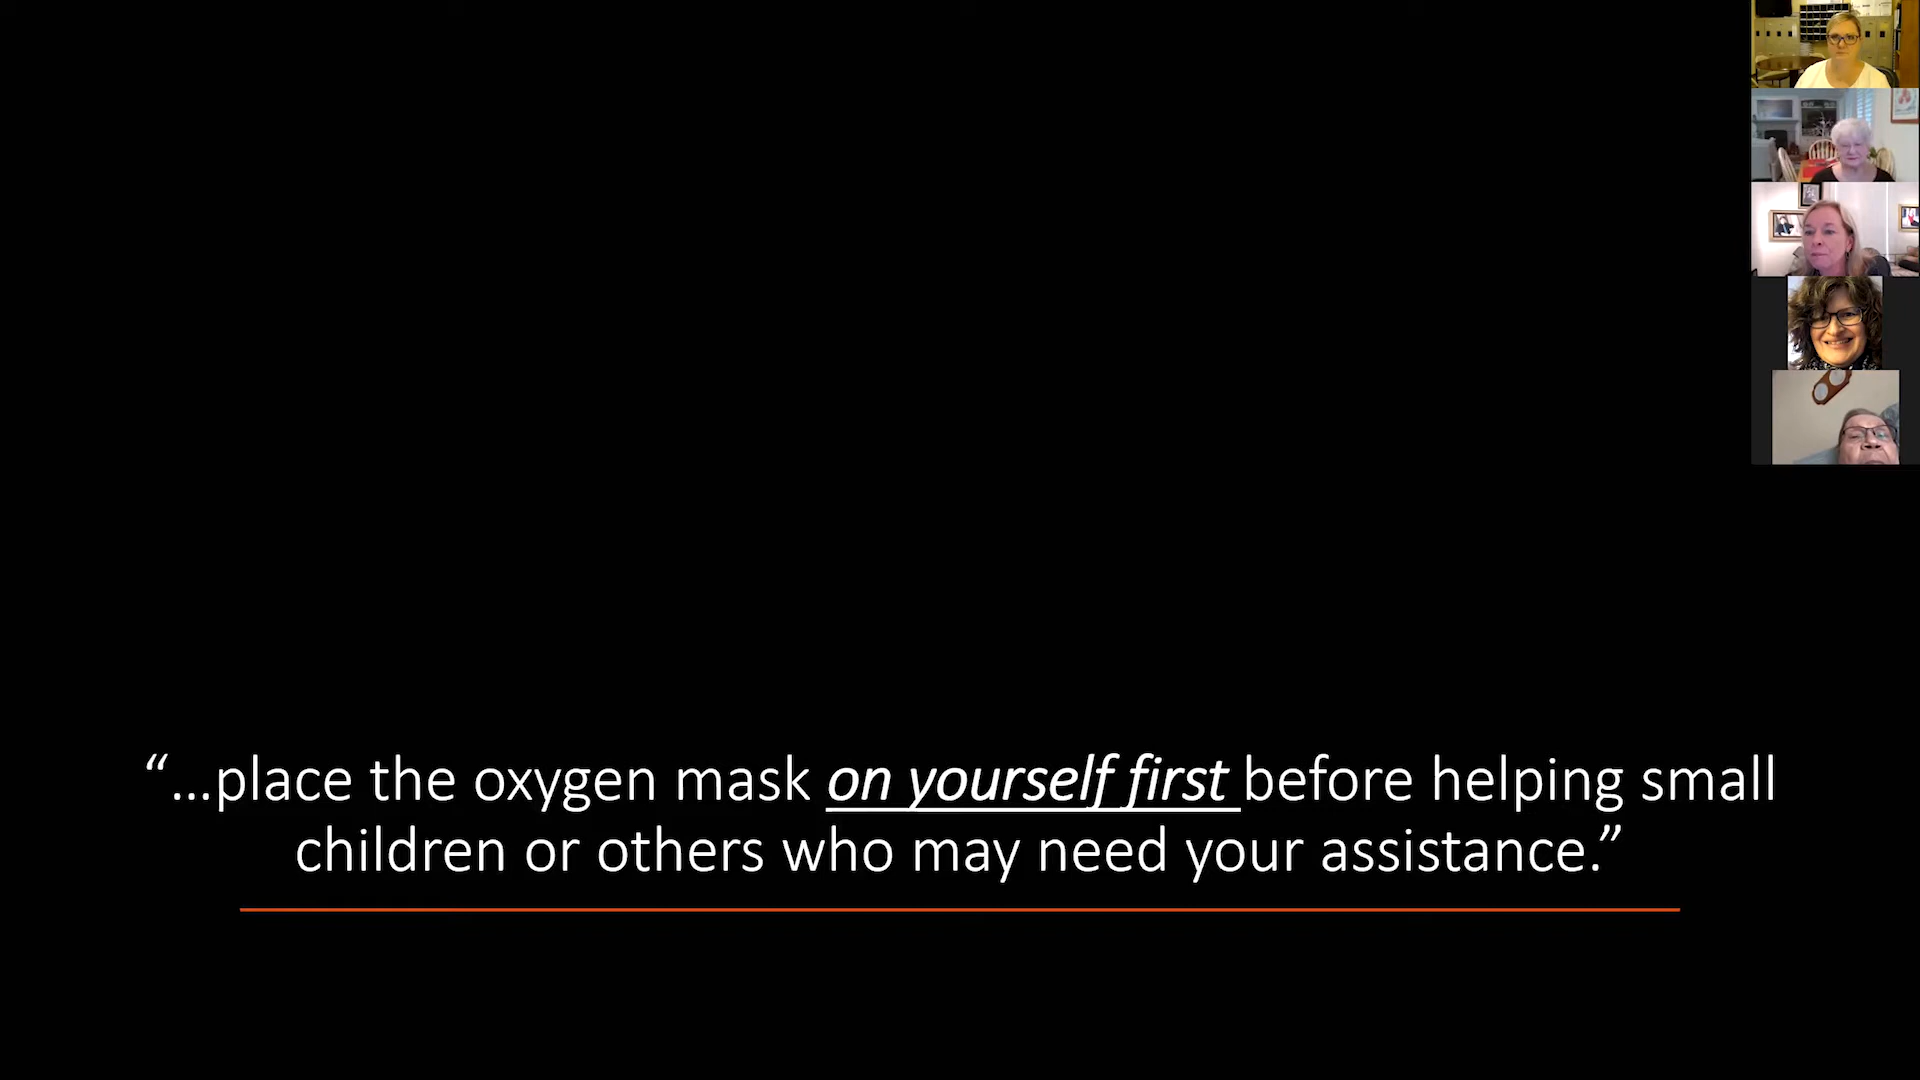 “...place the oxygen mask on yourself first before helping small
children or others who may need your assistance.”